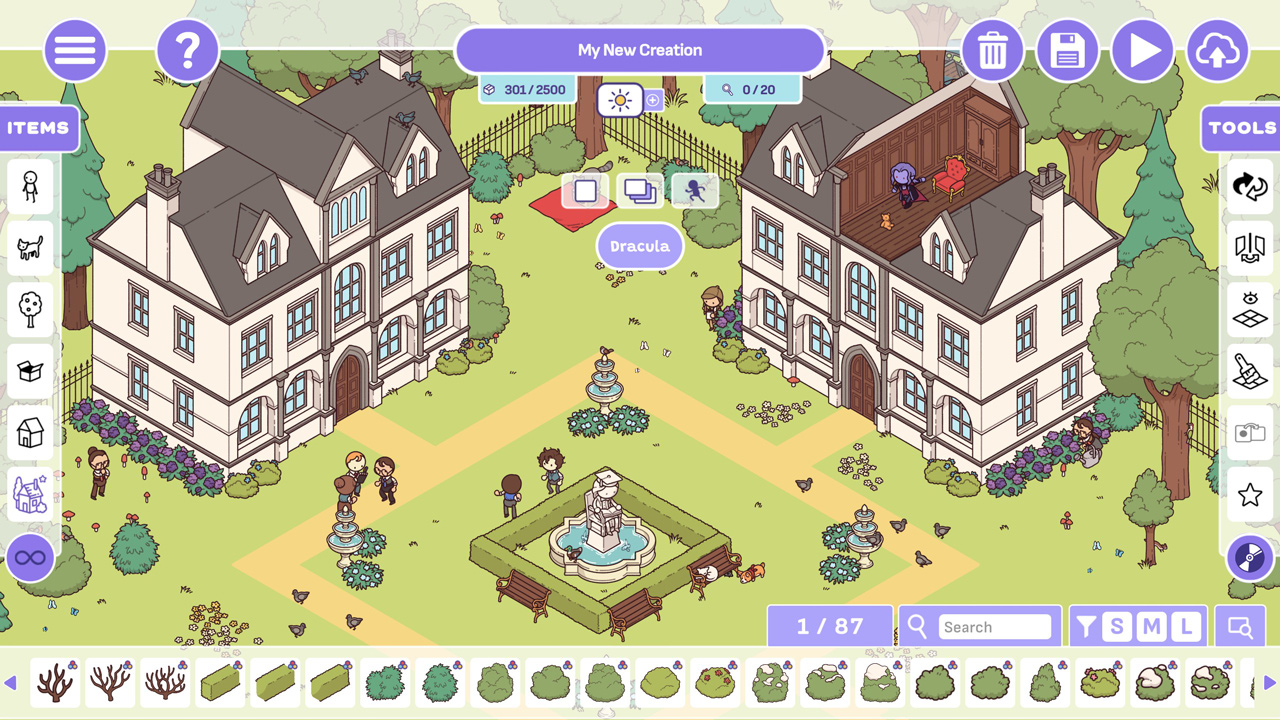 My New Creation
301 / 2500
0 / 20
ITEMS
TOOLS
Dracula
1 / 87
Search
S
M
L